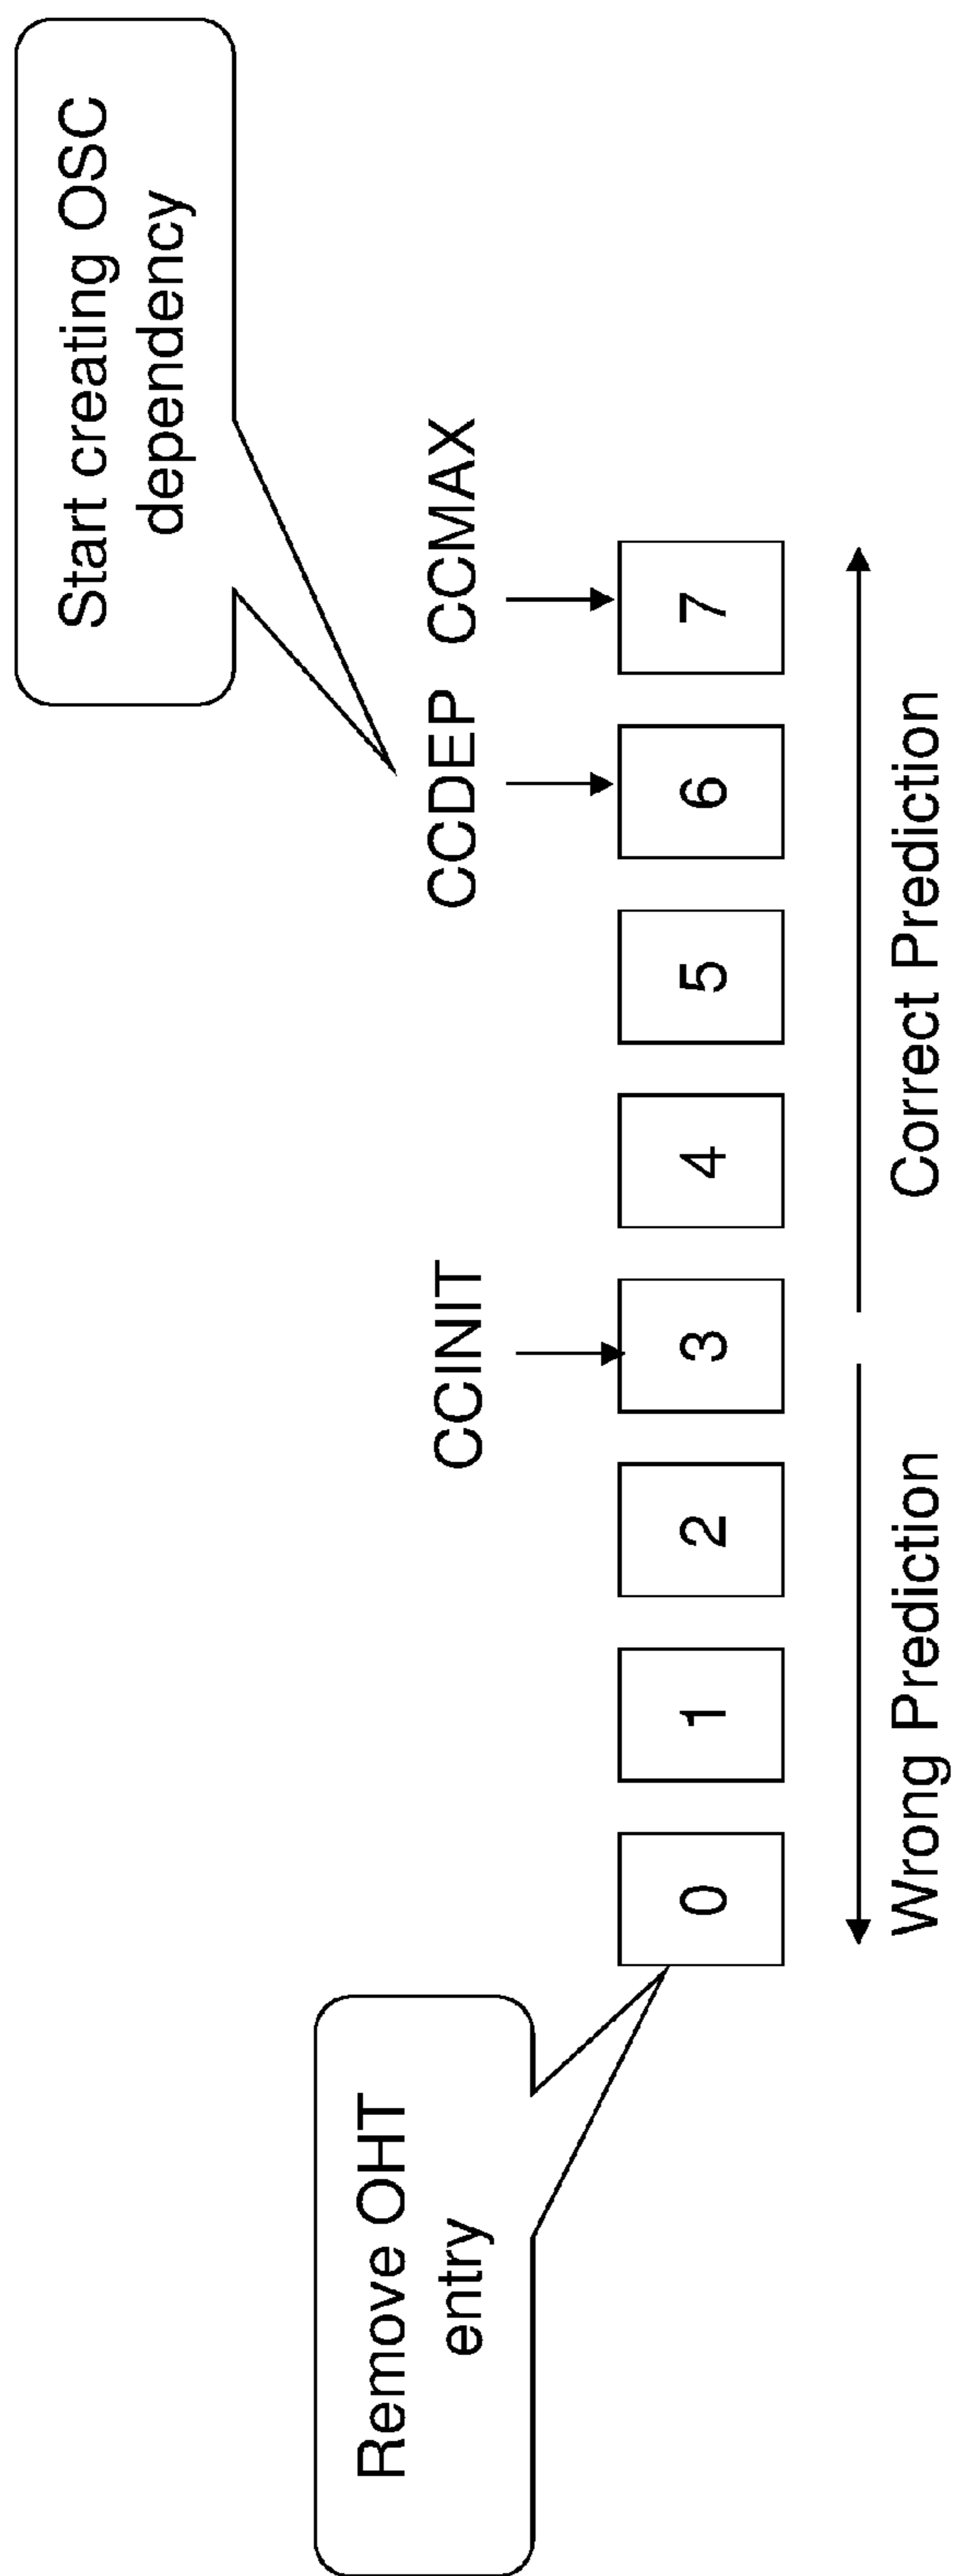 Start creating OSC
dependency
Remove OHT
entry
CCINIT
CCDEP
CCMAX
0
1
2
3
4
5
6
7
Wrong Prediction
Correct Prediction